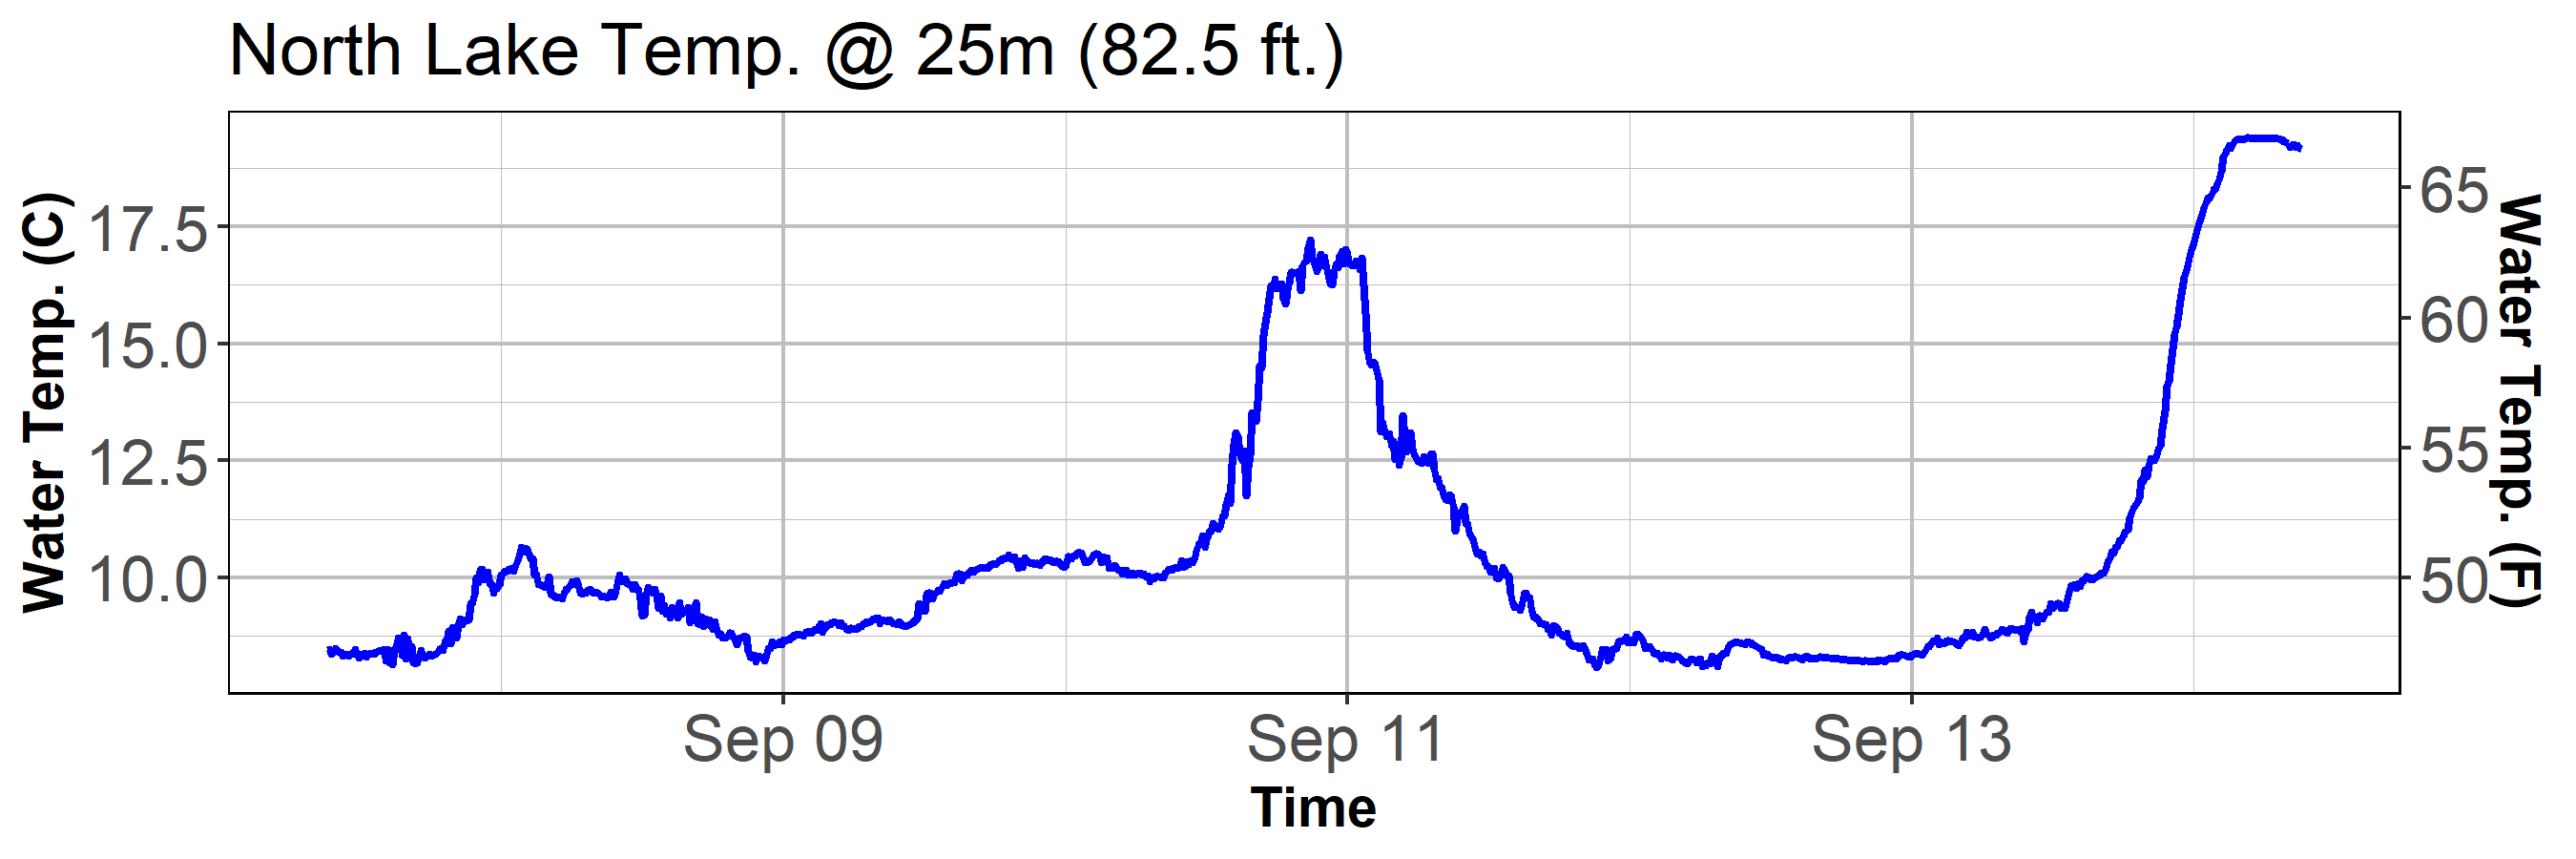 North Lake Temp. @ 25m (82.5 ft.)
Water Temp. (C)
17.5
15.0
12.5
10.0
65
60
55
50
Water Temp. (F)
Sep 09 Sep 11 Sep 13
Time